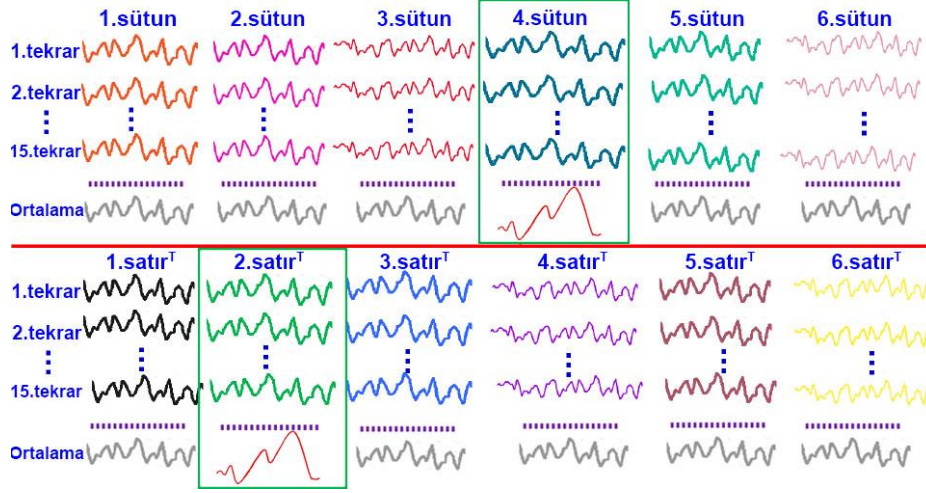 1.sütun 2.sütun 3.sütun 4.sütun 5.sütun 6.sütun
1.tekrar
2.tekrar
15.tekrar
Ortalama
1.satırᵀ 2.satırᵀ 3.satırᵀ 4.satırᵀ 5.satırᵀ 6.satırᵀ
1.tekrar
2.tekrar
15.tekrar
Ortalama